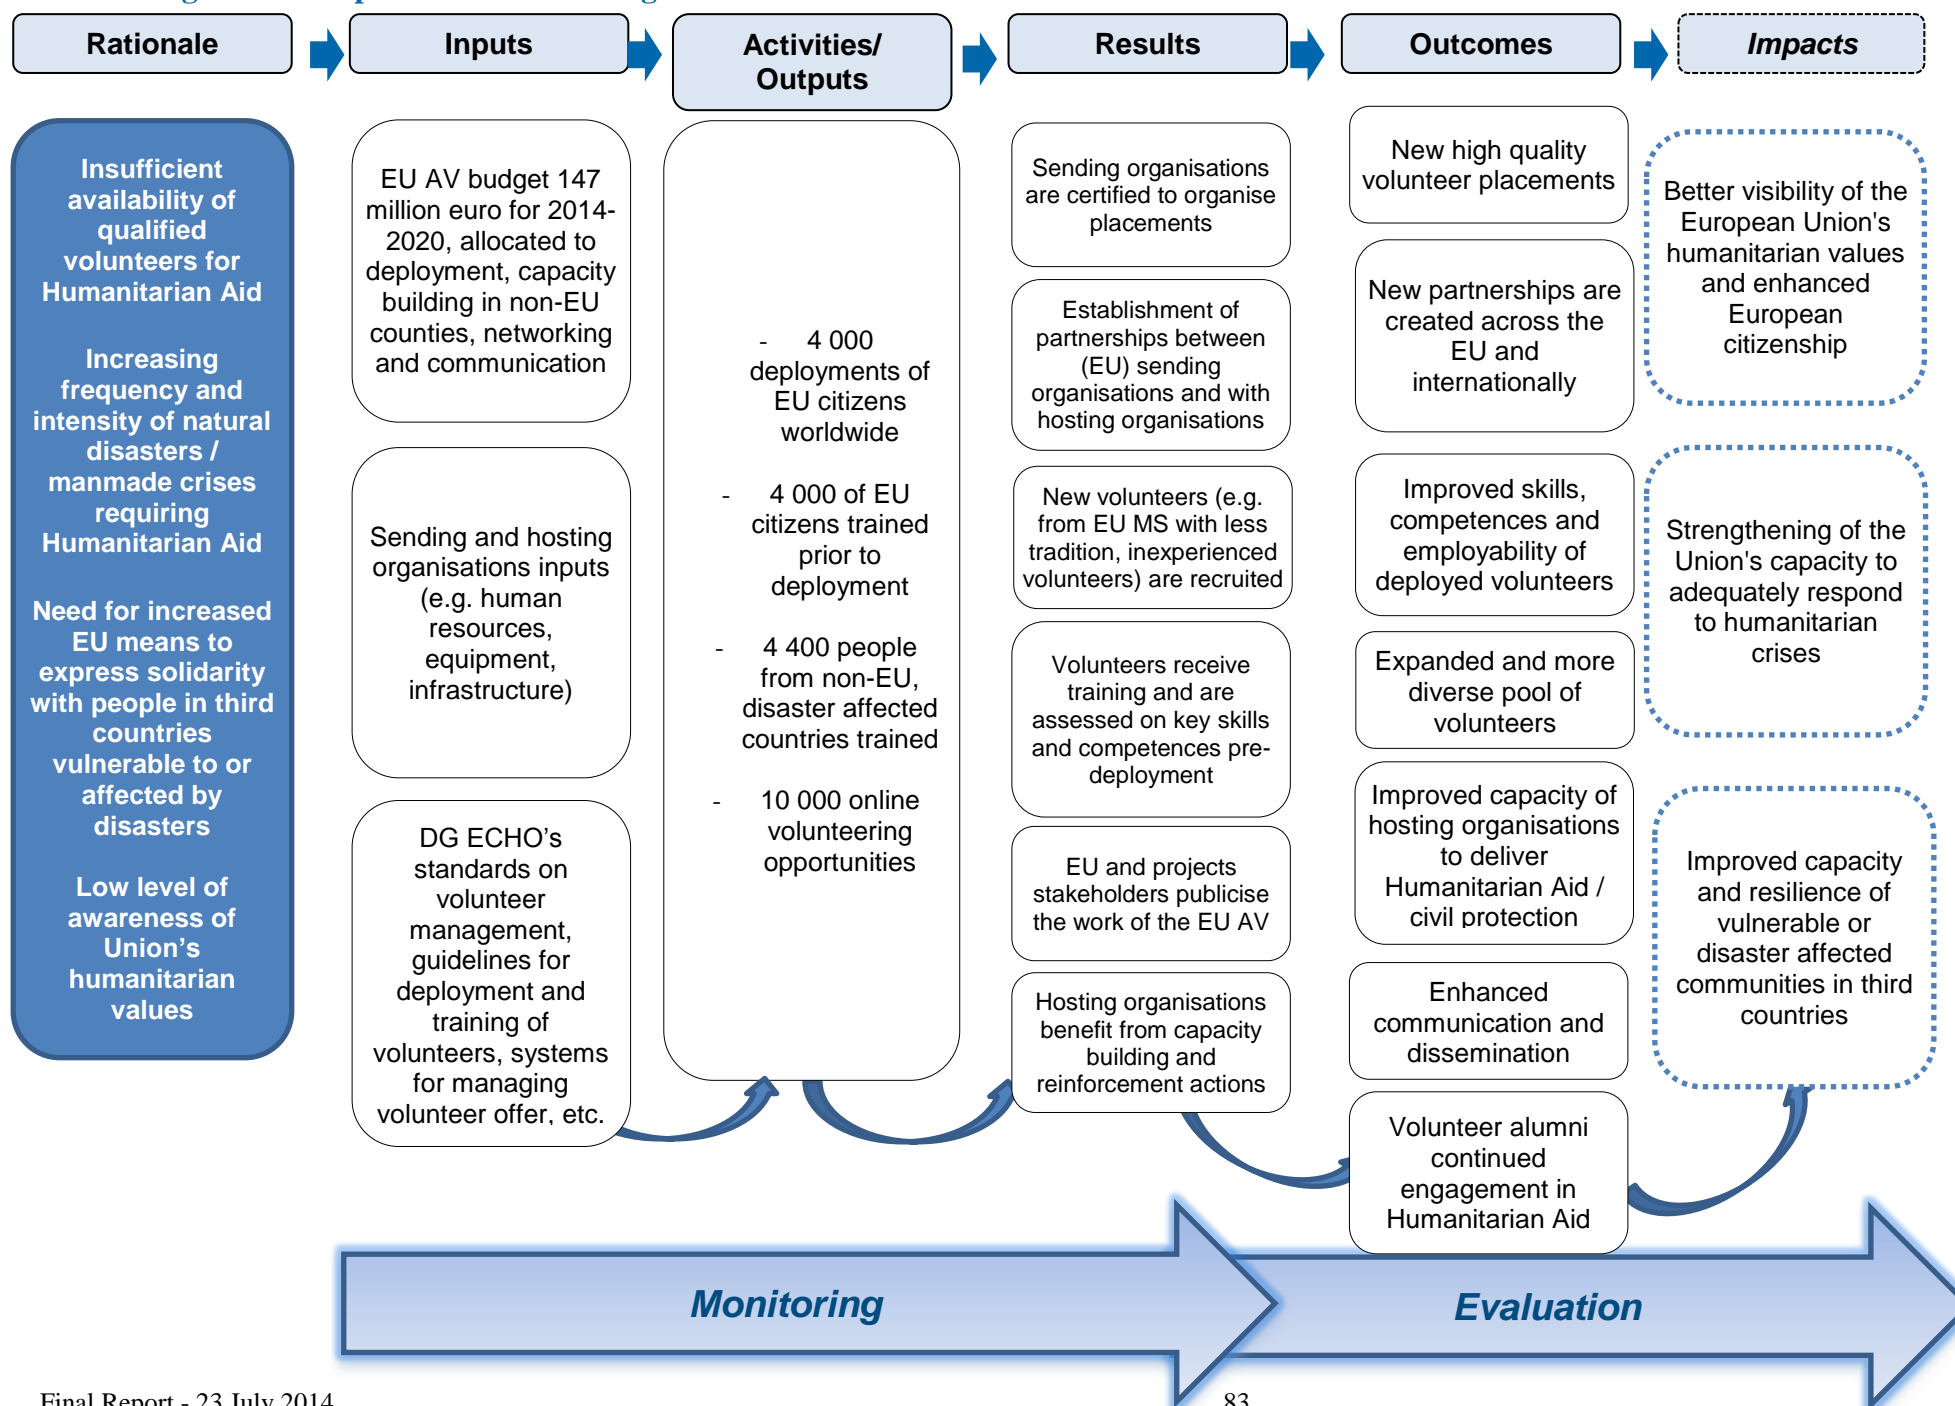 Rationale
Inputs
Activities/
Outputs
Results
Outcomes
Impacts
Insufficient
availability of
qualified
volunteers for
Humanitarian Aid
Increasing
frequency and
intensity of natural
disasters /
manmade crises
requiring
Humanitarian Aid
Need for increased
EU means to
express solidarity
with people in third
countries
vulnerable to or
affected by
disasters
Low level of
awareness of
Union’s
humanitarian
values
EU AV budget 147
million euro for 2014-
2020, allocated to
deployment, capacity
building in non-EU
counties, networking
and communication
Sending and hosting
organisations inputs
(e.g. human
resources,
equipment,
infrastructure)
DG ECHO’s
standards on
volunteer
management,
guidelines for
deployment and
training of
volunteers, systems
for managing
volunteer offer, etc.
- 4 000
deployments of
EU citizens
worldwide
- 4 000 of EU
citizens trained
prior to
deployment
- 4 400 people
from non-EU,
disaster affected
countries trained
- 10 000 online
volunteering
opportunities
Sending organisations
are certified to organise
placements
Establishment of
partnerships between
(EU) sending
organisations and with
hosting organisations
New volunteers (e.g.
from EU MS with less
tradition, inexperienced
volunteers) are recruited
Volunteers receive
training and are
assessed on key skills
and competences pre-
deployment
EU and projects
stakeholders publicise
the work of the EU AV
Hosting organisations
benefit from capacity
building and
reinforcement actions
New high quality
volunteer placements
New partnerships are
created across the
EU and
internationally
Improved skills,
competences and
employability of
deployed volunteers
Expanded and more
diverse pool of
volunteers
Improved capacity of
hosting organisations
to deliver
Humanitarian Aid /
civil protection
Enhanced
communication and
dissemination
Volunteer alumni
continued
engagement in
Humanitarian Aid
Better visibility of the
European Union's
humanitarian values
and enhanced
European
citizenship
Strengthening of the
Union's capacity to
adequately respond
to humanitarian
crises
Improved capacity
and resilience of
vulnerable or
disaster affected
communities in third
countries
Monitoring
Evaluation
Final Report - 23 July 2014
83